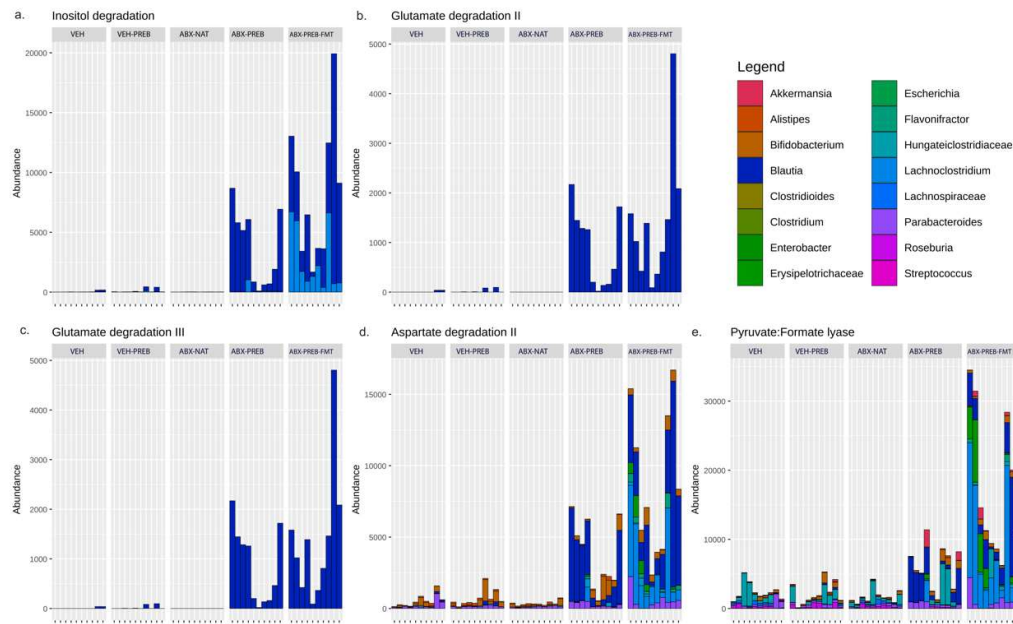 a. Inositol degradation
VEH VEH-PREB ABX-NAT ABX-PREB ABX-PREB-FMT
20000
15000
10000
5000
0
Abundance
b. Glutamate degradation II
VEH VEH-PREB ABX-NAT ABX-PREB ABX-PREB-FMT
5000
4000
3000
2000
1000
0
Abundance
Legend
Akkermansia
Alistipes
Bifidobacterium
Blautia
Clostridioides
Clostridium
Enterobacter
Erysipelotrichaceae
Escherichia
Flavonifractor
Hungateiclostridiaceae
Lachnoclostridium
Lachnospiraceae
Parabacteroides
Roseburia
Streptococcus
c. Glutamate degradation III
VEH VEH-PREB ABX-NAT ABX-PREB ABX-PREB-FMT
5000
4000
3000
2000
1000
0
Abundance
d. Aspartate degradation II
VEH VEH-PREB ABX-NAT ABX-PREB ABX-PREB-FMT
15000
10000
5000
0
Abundance
e. Pyruvate:Formate lyase
VEH VEH-PREB ABX-NAT ABX-PREB ABX-PREB-FMT
30000
20000
10000
0
Abundance